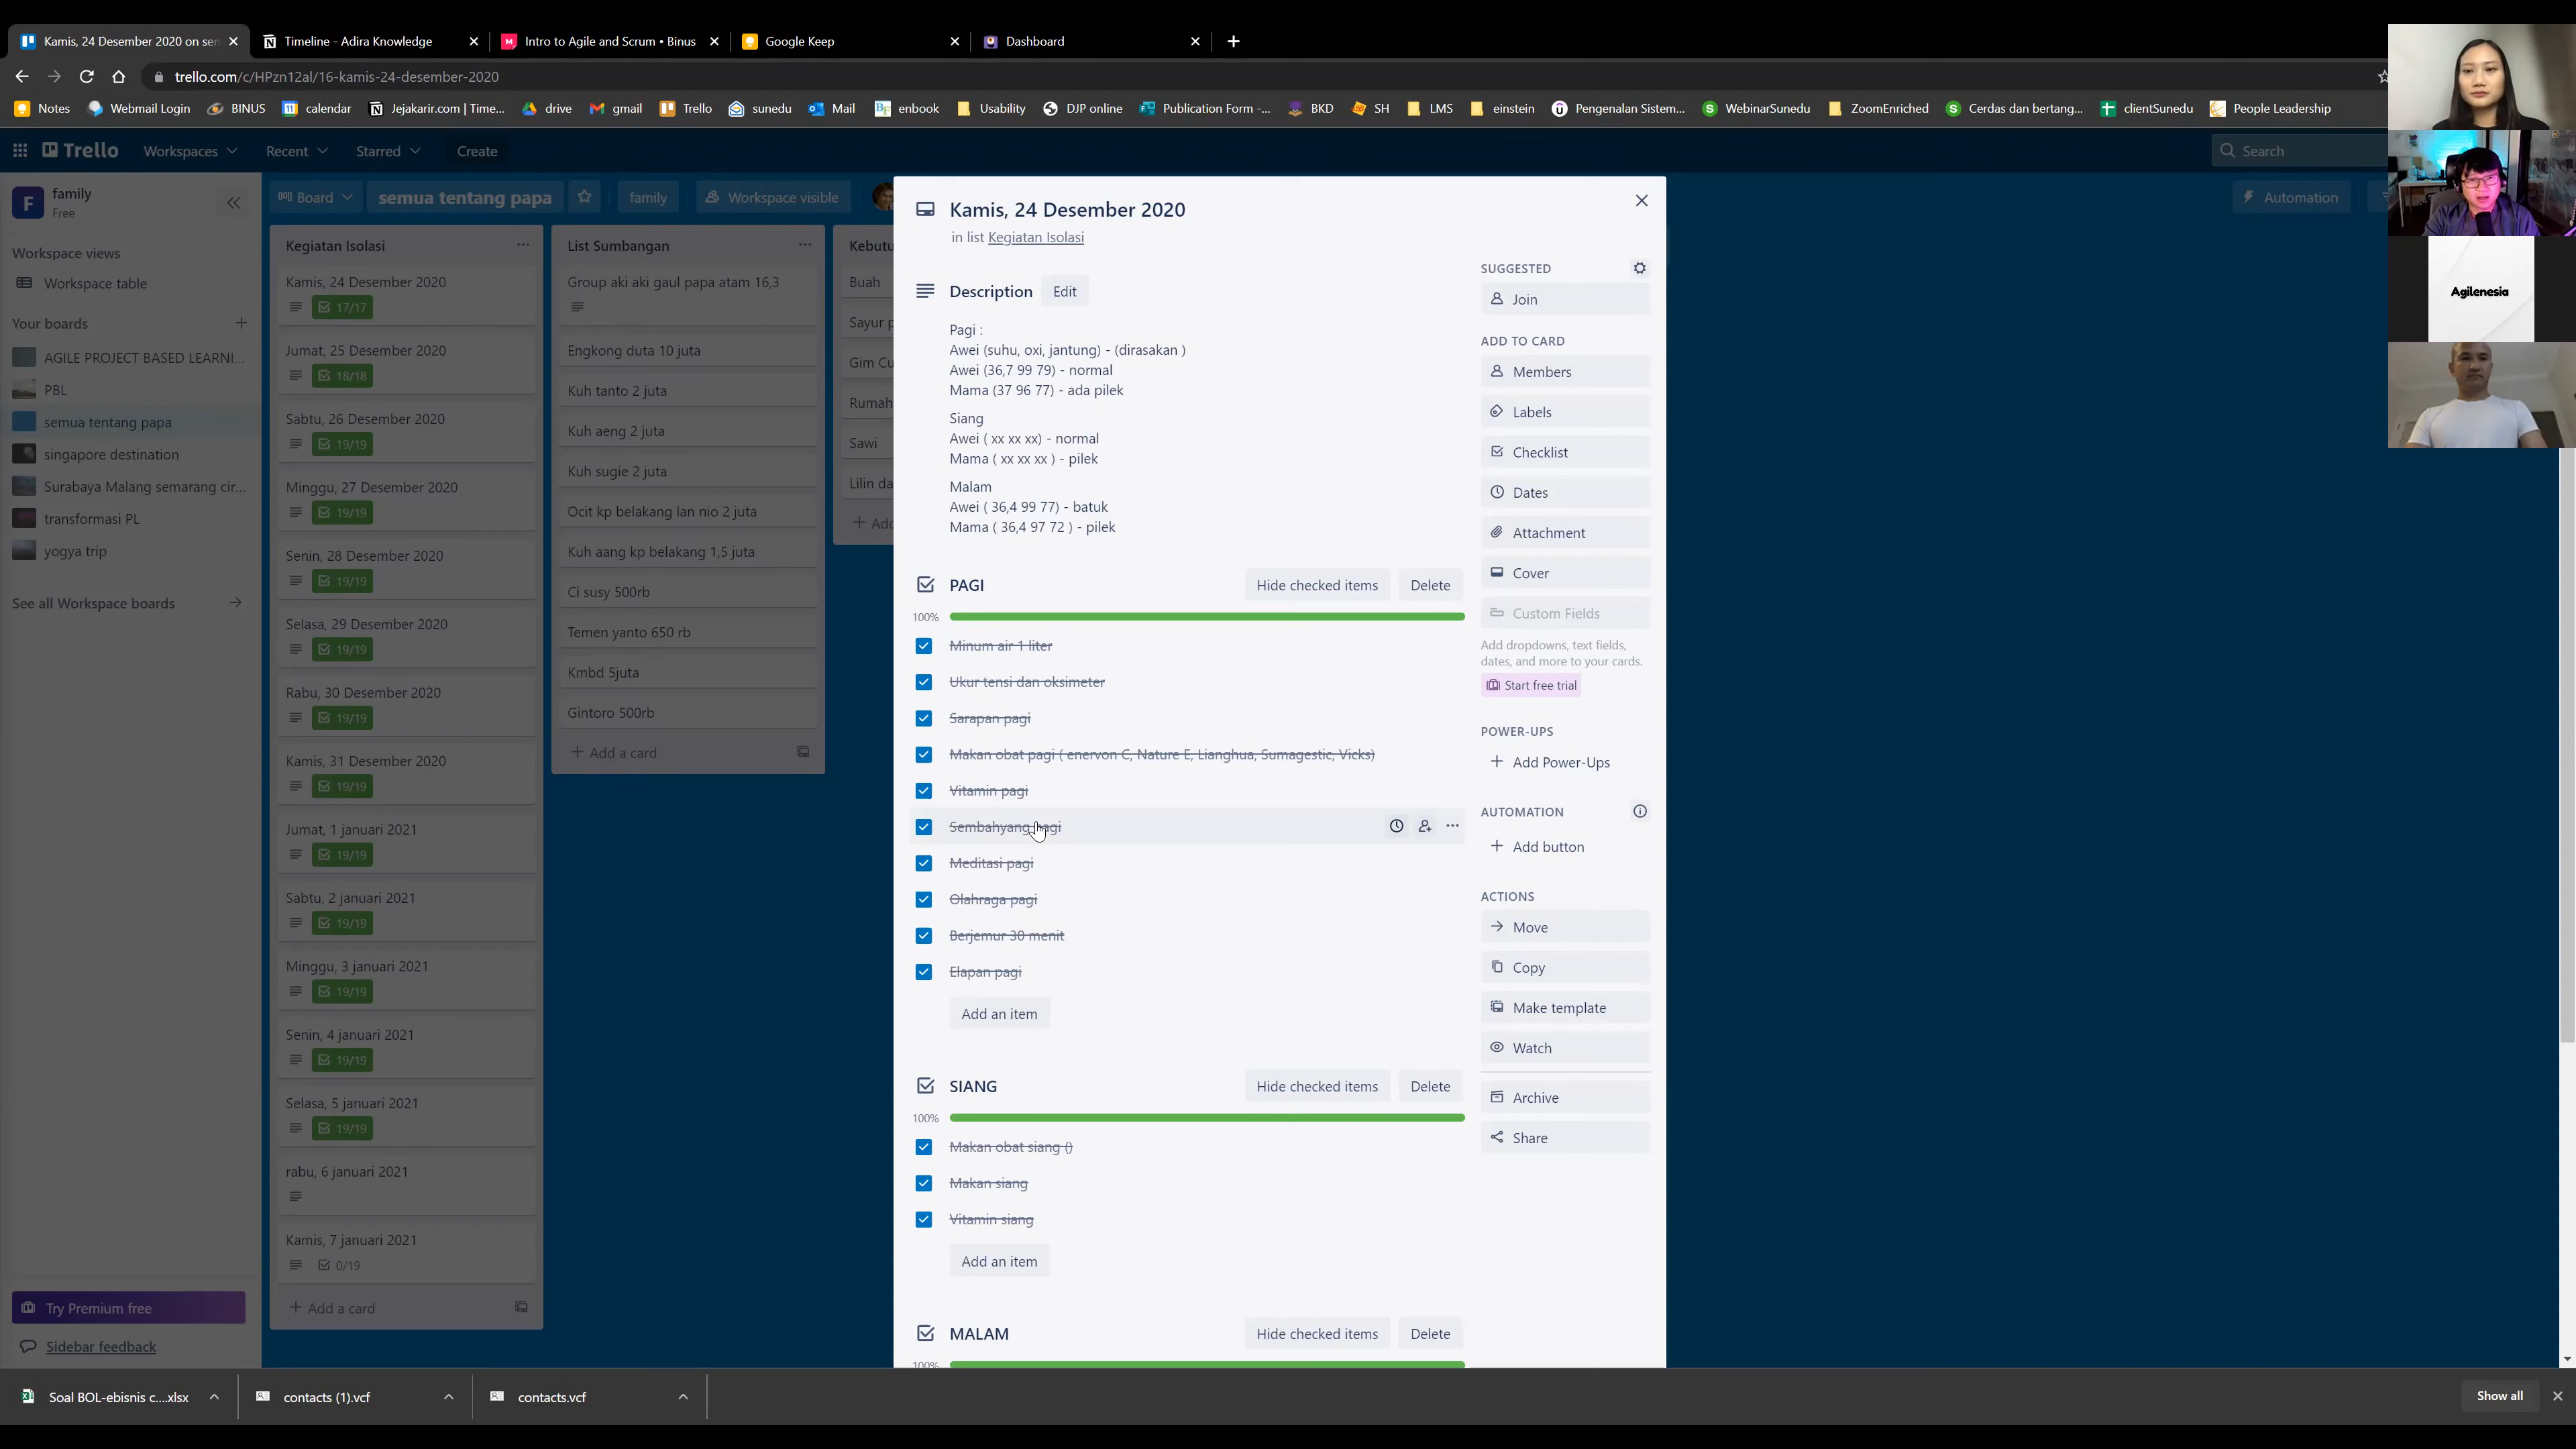 Kamis, 24 Desember 2020 on sen
Timeline - Adira Knowledge
Intro to Agile and Scrum • Binus
Google Keep
Dashboard
trello.com/c/HPzn12al/16-kamis-24-desember-2020
Notes
Webmail Login
BINUS
calendar
Jejakarir.com | Time...
drive
gmail
Trello
sunedu
Mail
enbook
Usability
DJP online
Publication Form -...
BKD
SH
LMS
einstein
Pengenalan Sistem...
WebinarSunedu
ZoomEnriched
Cerdas dan bertang...
clientSunedu
People Leadership
Trello
Workspaces
Recent
Starred
Create
Search
F
family
Free
Workspace views
Workspace table
Your boards
AGILE PROJECT BASED LEARNI...
PBL
semua tentang papa
singapore destination
Surabaya Malang semarang cir...
transformasi PL
yogya trip
See all Workspace boards
Try Premium free
Sidebar feedback
Board
semua tentang papa
family
Workspace visible
Automation
Kegiatan Isolasi
Kamis, 24 Desember 2020
17/17
Jumat, 25 Desember 2020
18/18
Sabtu, 26 Desember 2020
19/19
Minggu, 27 Desember 2020
19/19
Senin, 28 Desember 2020
19/19
Selasa, 29 Desember 2020
19/19
Rabu, 30 Desember 2020
19/19
Kamis, 31 Desember 2020
19/19
Jumat, 1 januari 2021
19/19
Sabtu, 2 januari 2021
19/19
Minggu, 3 januari 2021
19/19
Senin, 4 januari 2021
19/19
Selasa, 5 januari 2021
19/19
rabu, 6 januari 2021
Kamis, 7 januari 2021
0/19
Add a card
List Sumbangan
Group aki aki gaul papa atam 16,3
Engkong duta 10 juta
Kuh tanto 2 juta
Kuh aeng 2 juta
Kuh sugie 2 juta
Ocit kp belakang lan nio 2 juta
Kuh aang kp belakang 1,5 juta
Ci susy 500rb
Temen yanto 650 rb
Kmbd 5juta
Gintoro 500rb
Add a card
Kebutu
Buah
Sayur p
Gim Cu
Rumah
Sawi
Lilin da
Add
Kamis, 24 Desember 2020
in list Kegiatan Isolasi
Description
Edit
Pagi :
Awei (suhu, oxi, jantung) - (dirasakan )
Awei (36,7 99 79) - normal
Mama (37 96 77) - ada pilek
Siang
Awei ( xx xx xx) - normal
Mama ( xx xx xx ) - pilek
Malam
Awei ( 36,4 99 77) - batuk
Mama ( 36,4 97 72 ) - pilek
PAGI
Hide checked items
Delete
100%
Minum air 1 liter
Ukur tensi dan oksimeter
Sarapan pagi
Makan obat pagi ( enervon C, Nature E, Lianghua, Sumagestic, Vicks)
Vitamin pagi
Sembahyang pagi
Meditasi pagi
Olahraga pagi
Berjemur 30 menit
Elapan pagi
Add an item
SIANG
Hide checked items
Delete
100%
Makan obat siang ()
Makan siang
Vitamin siang
Add an item
MALAM
Hide checked items
Delete
100%
SUGGESTED
Join
ADD TO CARD
Members
Labels
Checklist
Dates
Attachment
Cover
Custom Fields
Add dropdowns, text fields,
dates, and more to your cards.
Start free trial
POWER-UPS
Add Power-Ups
AUTOMATION
Add button
ACTIONS
Move
Copy
Make template
Watch
Archive
Share
Agilenesia
Soal BOL-ebisnis c....xlsx
contacts (1).vcf
contacts.vcf
Show all